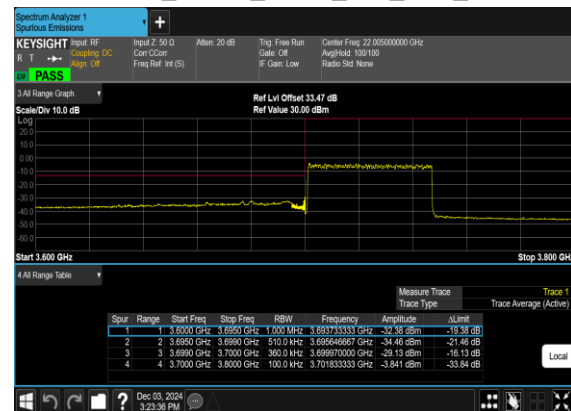 Spectrum Analyzer 1
Spurious Emissions
KEYSIGHT Input: RF Input Z: 50 Ω Atten: 20 dB Trig: Free Run Center Freq: 22.005000000 GHz
R T Coupling: DC Corr CCorr Gate: Off Avg|Hold: 100/100
Align: Off Freq Ref: Int (S) IF Gain: Low Radio Std: None
PASS
3 All Range Graph Ref Lvl Offset 33.47 dB
Scale/Div 10.0 dB Ref Value 30.00 dBm
Log
20.0
10.0
0.00
-10.0
-20.0
-30.0
-40.0
-50.0
-60.0
Start 3.600 GHz Stop 3.800 GH
4 All Range Table
Measure Trace Trace 1
Trace Type Trace Average (Active)
Spur Range Start Freq Stop Freq RBW Frequency Amplitude ΔLimit
1 1 3.6000 GHz 3.6950 GHz 1.000 MHz 3.693733333 GHz -32.38 dBm -19.38 dB
2 2 3.6950 GHz 3.6990 GHz 510.0 kHz 3.695646667 GHz -34.46 dBm -21.46 dB
3 3 3.6990 GHz 3.7000 GHz 360.0 kHz 3.699970000 GHz -29.13 dBm -16.13 dB
4 4 3.7000 GHz 3.8000 GHz 100.0 kHz 3.701833333 GHz -3.841 dBm -33.84 dB
Local
? Dec 03, 2024
3:23:36 PM